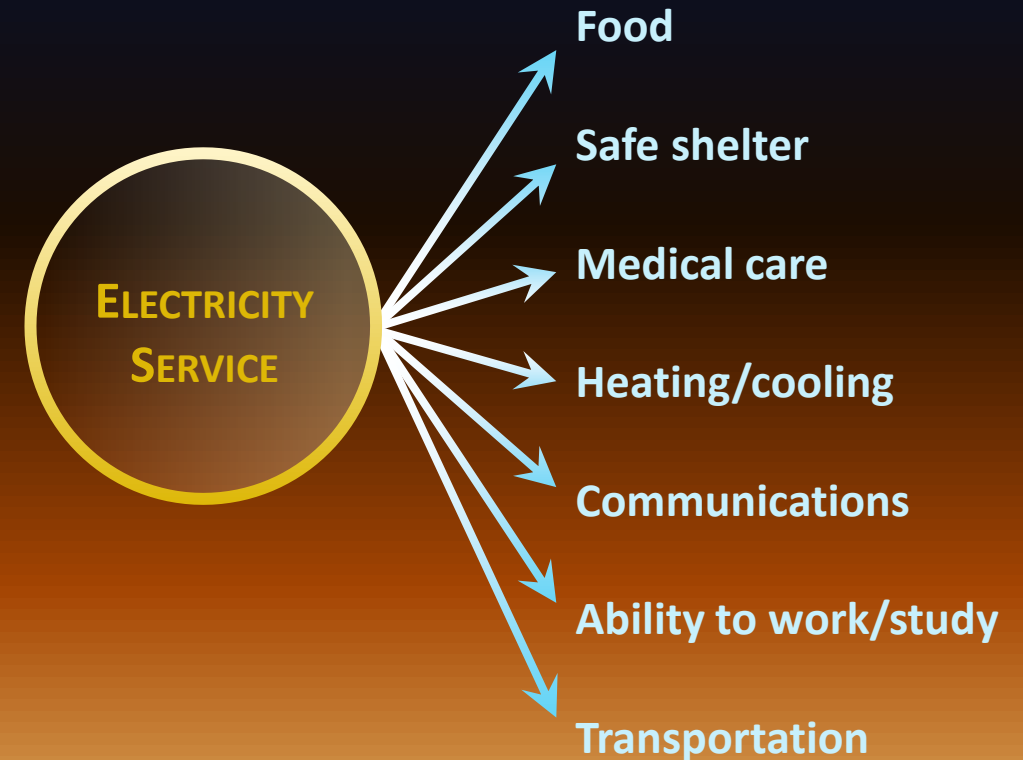 Food
Safe shelter
Medical care
ELECTRICITY
SERVICE
Heating/cooling
Communications
Ability to work/study
Transportation